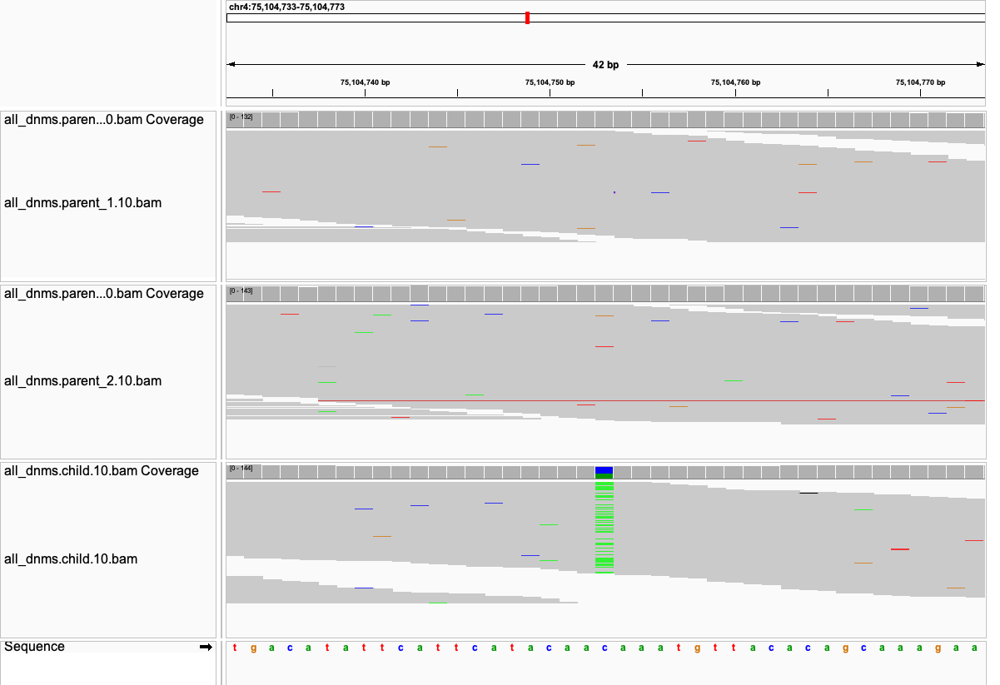 chr4:75,104,733-75,104,773
42 bp
75,104,740 bp 75,104,750 bp 75,104,760 bp 75,104,770 bp
all_dnms.paren...0.bam Coverage [0 - 132]
all_dnms.parent_1.10.bam
all_dnms.paren...0.bam Coverage [0 - 143]
all_dnms.parent_2.10.bam
all_dnms.child.10.bam Coverage [0 - 144]
all_dnms.child.10.bam
Sequence t g a c a t a t t c a t t c a t a c a a c a a a t g t t a c a c a g c a a a g a a